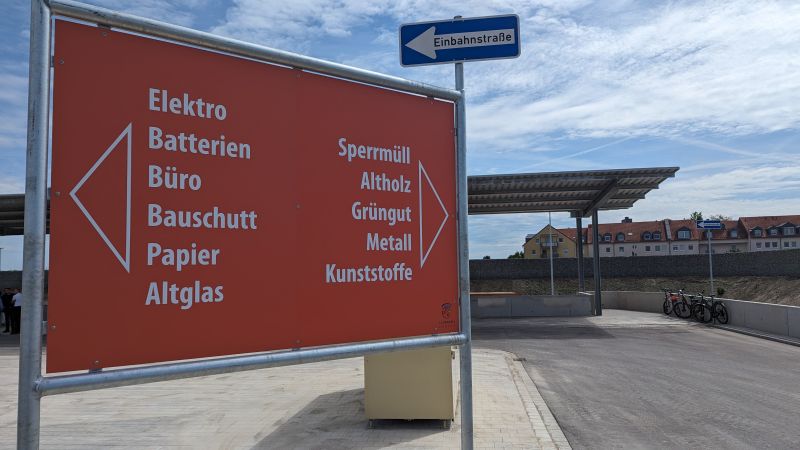 Einbahnstraße
Elektro
Batterien
Büro
Bauschutt
Papier
Altglas
Sperrmüll
Altholz
Grüngut
Metall
Kunststoffe